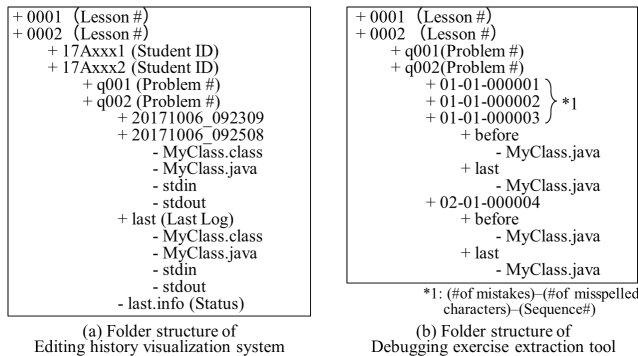 + 0001 (Lesson #)
+ 0002 (Lesson #)
+ 17Axxx1 (Student ID)
+ 17Axxx2 (Student ID)
+ q001 (Problem #)
+ q002 (Problem #)
+ 20171006_092309
+ 20171006_092508
- MyClass.class
- MyClass.java
- stdin
- stdout
+ last (Last Log)
- MyClass.class
- MyClass.java
- stdin
- stdout
- last.info (Status)
(a) Folder structure of
Editing history visualization system
+ 0001 (Lesson #)
+ 0002 (Lesson #)
+ q001(Problem #)
+ q002(Problem #)
+ 01-01-000001
+ 01-01-000002
+ 01-01-000003
*1
+ before
- MyClass.java
+ last
- MyClass.java
+ 02-01-000004
+ before
- MyClass.java
+ last
- MyClass.java
*1: (#of mistakes)–(#of misspelled
characters)–(Sequence#)
(b) Folder structure of
Debugging exercise extraction tool